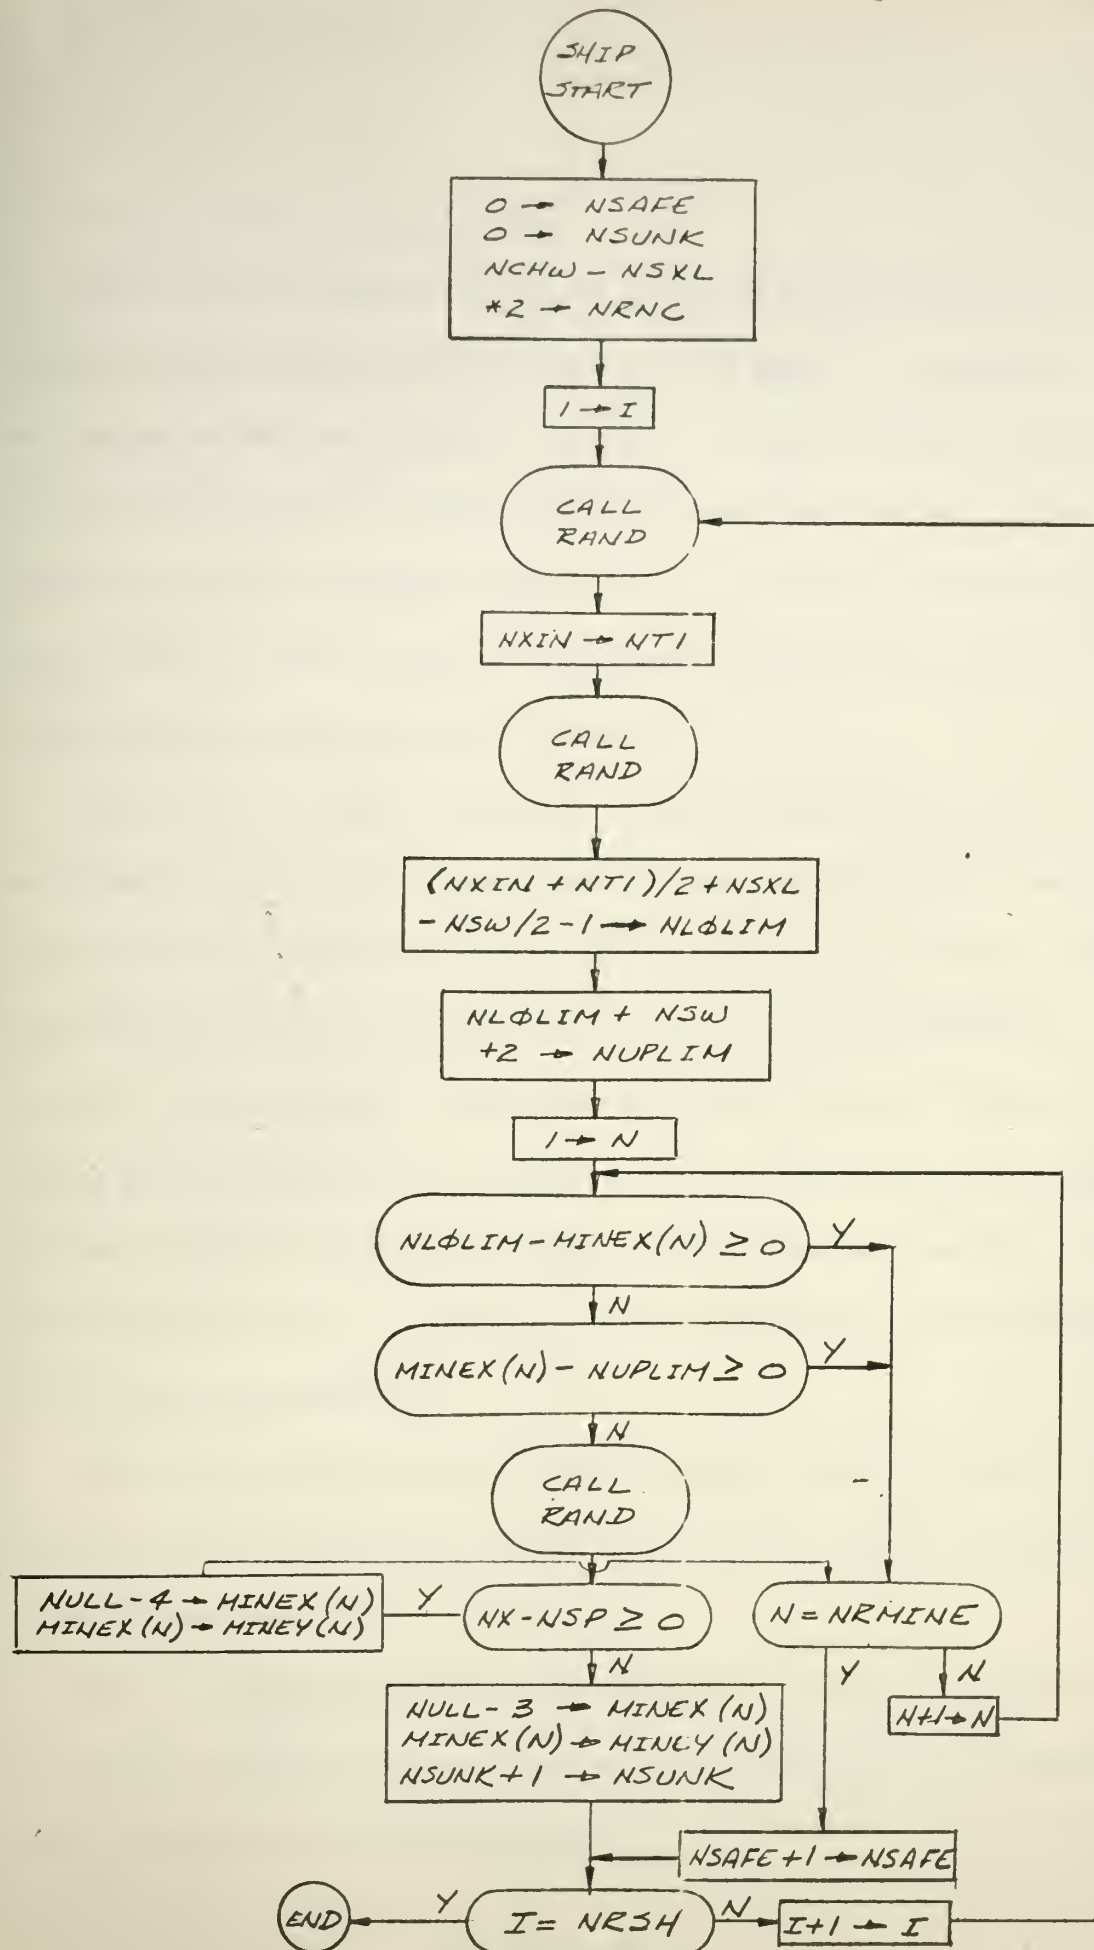 SHIP
START
0 → NSAFE
0 → NSUNK
NCHW - NSXL
*2 → NRNC
1 → I
CALL
RAND
NXIN → NT1
CALL
RAND
(NXIN + NT1)/2 + NSXL
- NSW/2 - 1 → NLØLIM
NLØLIM + NSW
+2 → NUPLIM
1 → N
NLØLIM - MINEX(N) ≥ 0
Y
N
MINEX(N) - NUPLIM ≥ 0
Y
N
CALL
RAND
NULL-4 → MINEX(N)
MINEX(N) → MINEY(N)
Y
NX-NSP ≥ 0
N
N = NRMINE
Y
N
N+1 → N
NULL-3 → MINEX(N)
MINEX(N) → MINEY(N)
NSUNK+1 → NSUNK
NSAFE+1 → NSAFE
END
Y
I = NRSH
N
I+1 → I